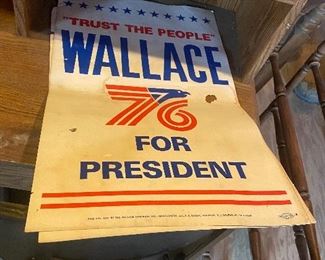 "TRUST THE PEOPLE"
WALLACE
76
FOR
PRESIDENT